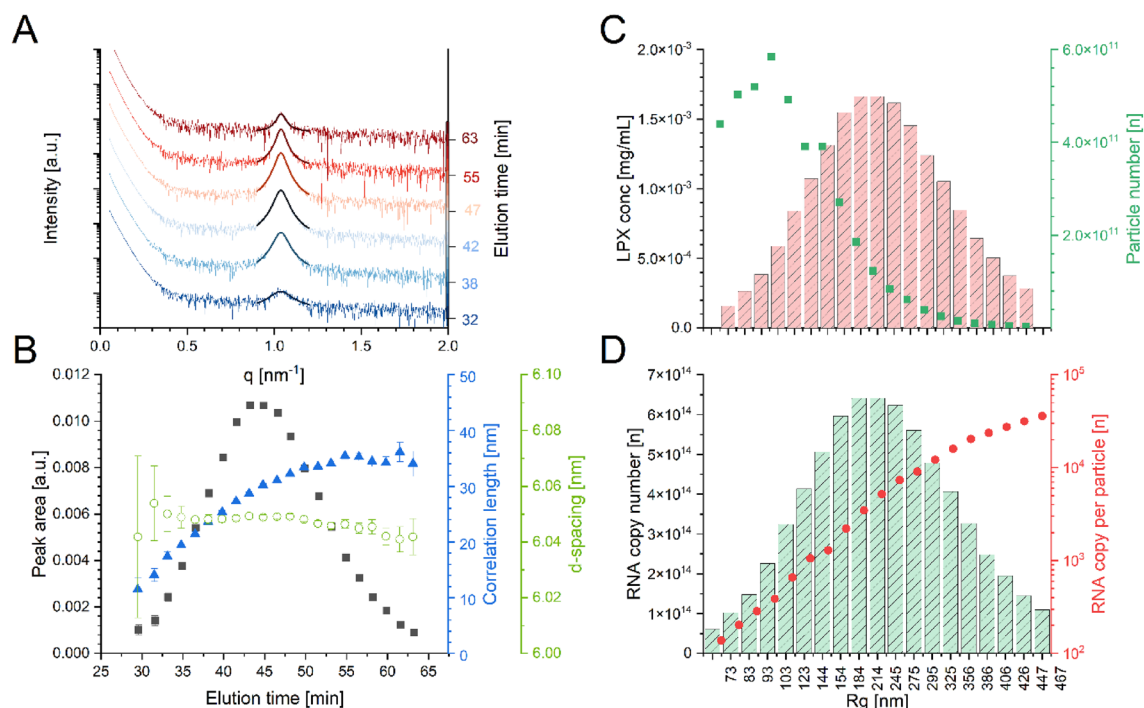 A
Intensity [a.u.]
63
55
47
42
38
32
Elution time [min]
0.0 0.5 1.0 1.5 2.0
q [nm⁻¹]
B
0.012
0.010
0.008
0.006
0.004
0.002
0.000
Peak area [a.u.]
50
40
30
20
10
0
Correlation length [nm]
6.10
6.08
6.06
6.04
6.02
6.00
d-spacing [nm]
25 30 35 40 45 50 55 60 65
Elution time [min]
C
2.0×10⁻³
1.5×10⁻³
1.0×10⁻³
5.0×10⁻⁴
0.0
LPX conc [mg/mL]
6.0×10¹¹
4.0×10¹¹
2.0×10¹¹
Particle number [n]
D
7×10¹⁴
6×10¹⁴
5×10¹⁴
4×10¹⁴
3×10¹⁴
2×10¹⁴
1×10¹⁴
0
RNA copy number [n]
10⁵
10⁴
10³
10²
RNA copy per particle [n]
73 83 93 103 123 144 154 184 214 245 275 295 325 356 386 406 426 447 467
Rg [nm]